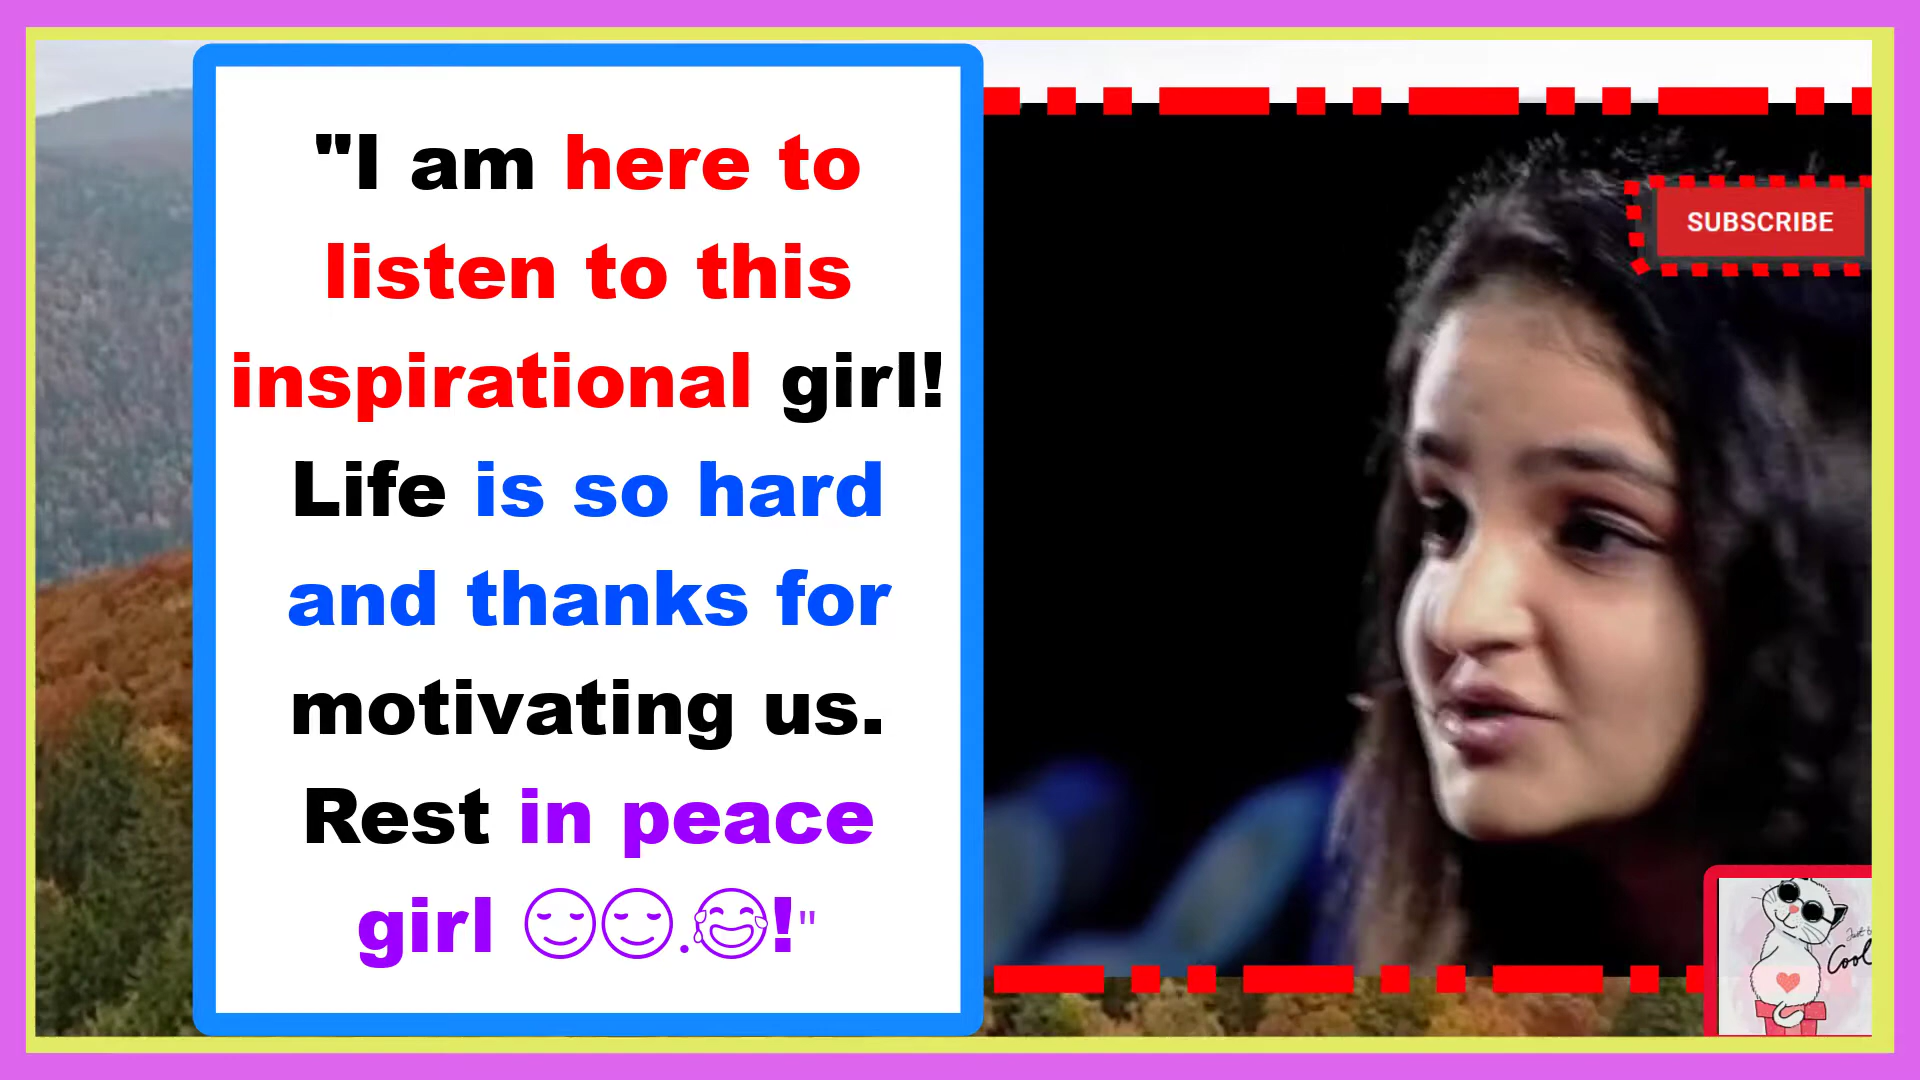 "I am here to
listen to this
inspirational girl!
Life is so hard
and thanks for
motivating us.
Rest in peace
girl 😌😌.😂!"
SUBSCRIBE
Cool